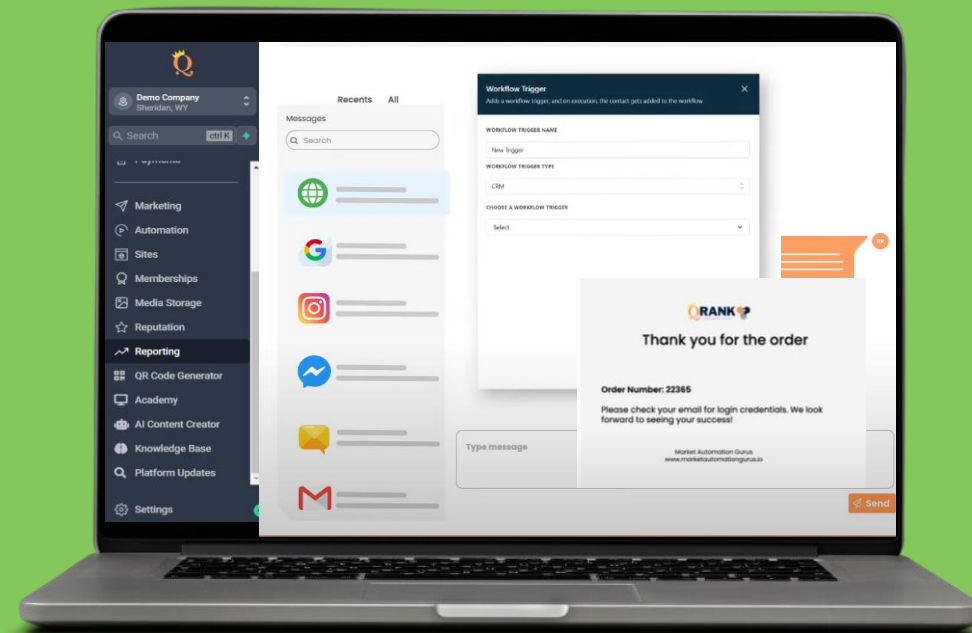 Demo Company
Sheridan, WY
Search ctrl K
Payments
Marketing
Automation
Sites
Memberships
Media Storage
Reputation
Reporting
QR Code Generator
Academy
AI Content Creator
Knowledge Base
Platform Updates
Settings
Recents All
Messages
Search
Workflow Trigger
Adds a workflow trigger, and on execution, the contact gets added to the workflow
WORKFLOW TRIGGER NAME
New Trigger
WORKFLOW TRIGGER TYPE
CRM
CHOOSE A WORKFLOW TRIGGER
Select
QRANK
Thank you for the order
Order Number: 22365
Please check your email for login credentials. We look
forward to seeing your success!
Market Automation Gurus
www.marketautomationgurus.io
Type message
Send